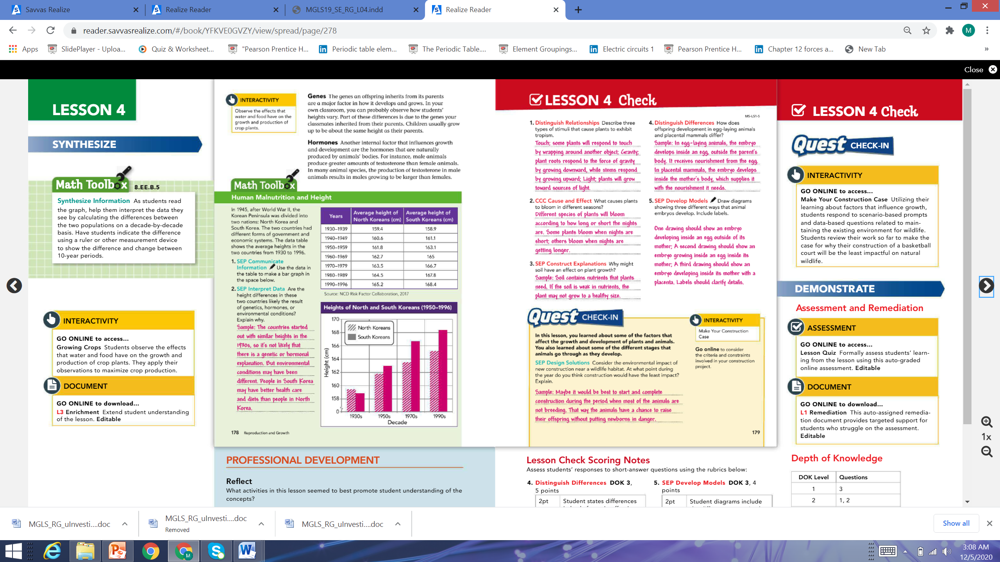 Savvas Realize
Realize Reader
MGLS19_SE_RG_L04.indd
Realize Reader
reader.savvasrealize.com/#/book/YFKVE0GVZY/view/spread/page/278
M
Apps
SlidePlayer - Uploa...
Quiz & Worksheet...
"Pearson Prentice H...
Periodic table elem...
The Periodic Table....
Element Groupings...
Electric circuits 1
Pearson Prentice H...
Chapter 12 forces a...
New Tab
Close
LESSON 4
SYNTHESIZE
Math Toolbox
8.EE.B.5
Synthesize Information As students read
the graph, help them interpret the data they
see by calculating the differences between
the two populations on a decade-by-decade
basis. Have students indicate the difference
using a ruler or other measurement device
to show the difference and change between
10-year periods.
INTERACTIVITY
GO ONLINE to access...
Growing Crops Students observe the effects
that water and food have on the growth and
production of crop plants. They apply their
observations to maximize crop production.
DOCUMENT
GO ONLINE to download...
L3 Enrichment Extend student understanding
of the lesson. Editable
INTERACTIVITY
Observe the effects that
water and food have on the
growth and production of
crop plants.
Genes The genes an offspring inherits from its parents
are a major factor in how it develops and grows. In your
own classroom, you can probably observe how students'
heights vary. Part of these differences is due to the genes your
classmates inherited from their parents. Children usually grow
up to be about the same height as their parents.
Hormones Another internal factor that influences growth
and development are the hormones that are naturally
produced by animals' bodies. For instance, male animals
produce greater amounts of testosterone than female animals.
In many animal species, the production of testosterone in male
animals results in males growing to be larger than females.
Math Toolbox
Human Malnutrition and Height
In 1945, after World War II, the
Korean Peninsula was divided into
two nations: North Korea and
South Korea. The two countries had
different forms of government and
economic systems. The data table
shows the average heights in the
two countries from 1930 to 1996.
1. SEP Communicate
Information Use the data in
the table to make a bar graph in
the space below.
2. SEP Interpret Data Are the
height differences in these
two countries likely the result
of genetics, hormones, or
environmental conditions?
Explain why.
Sample: The countries started
out with similar heights in the
1930s, so it's not likely that
there is a genetic or hormonal
explanation. But environmental
conditions may have been
different. People in South Korea
may have better health care
and diets than people in North
Korea.
Years Average height of North Koreans (cm) Average height of South Koreans (cm)
1930–1939 159.4 158.9
1940–1949 160.6 161.1
1950–1959 161.8 163.1
1960–1969 162.7 165
1970–1979 163.5 166.7
1980–1989 164.5 167.8
1990–1996 165.2 168.4
Source: NCD Risk Factor Collaboration, 2017
Heights of North and South Koreans (1950–1996)
North Koreans
South Koreans
Height (cm)
170
168
166
164
162
160
158
0
1930s 1950s 1970s 1990s
Decade
178 Reproduction and Growth
LESSON 4 Check
MS-LS1-5
1. Distinguish Relationships Describe three
types of stimuli that cause plants to exhibit
tropism.
Touch; some plants will respond to touch
by wrapping around another object; Gravity;
plant roots respond to the force of gravity
by growing downward, while stems respond
by growing upward; Light; plants will grow
toward sources of light.
2. CCC Cause and Effect What causes plants
to bloom in different seasons?
Different species of plants will bloom
according to how long or short the nights
are. Some plants bloom when nights are
short; others bloom when nights are
getting longer.
3. SEP Construct Explanations Why might
soil have an effect on plant growth?
Sample: Soil contains nutrients that plants
need. If the soil is weak in nutrients, the
plant may not grow to a healthy size.
4. Distinguish Differences How does
offspring development in egg-laying animals
and placental mammals differ?
Sample: In egg-laying animals, the embryo
develops inside an egg, outside the parent's
body. It receives nourishment from the egg.
In placental mammals, the embryo develops
inside the mother's body, which supplies it
with the nourishment it needs.
5. SEP Develop Models Draw diagrams
showing three different ways that animal
embryos develop. Include labels.
One drawing should show an embryo
developing inside an egg outside of its
mother; A second drawing should show an
embryo growing inside an egg inside its
mother; A third drawing should show an
embryo developing inside its mother with a
placenta. Labels should clarify details.
Quest CHECK-IN
In this lesson, you learned about some of the factors that
affect the growth and development of plants and animals.
You also learned about some of the different stages that
animals go through as they develop.
SEP Design Solutions Consider the environmental impact of
new construction near a wildlife habitat. At what point during
the year do you think construction would have the least impact?
Explain.
Sample: Maybe it would be best to start and complete
construction during the period when most of the animals are
not breeding. That way the animals have a chance to raise
their offspring without putting newborns in danger.
INTERACTIVITY
Make Your Construction
Case
Go online to consider
the criteria and constraints
involved in your construction
project.
179
LESSON 4 Check
Quest CHECK-IN
INTERACTIVITY
GO ONLINE to access...
Make Your Construction Case Utilizing their
learning about factors that influence growth,
students respond to scenario-based prompts
and data-based questions related to main-
taining the existing environment for wildlife.
Students review their work so far to make the
case for why their construction of a basketball
court will be the least impactful on natural
wildlife.
DEMONSTRATE
Assessment and Remediation
ASSESSMENT
GO ONLINE to access...
Lesson Quiz Formally assess students' learn-
ing from the lesson using this auto-graded
online assessment. Editable
DOCUMENT
GO ONLINE to download...
L1 Remediation This auto-assigned remedia-
tion document provides targeted support for
students who struggle on the assessment.
Editable
Depth of Knowledge
DOK Level Questions
1 3
2 1, 2
1x
PROFESSIONAL DEVELOPMENT
Reflect
What activities in this lesson seemed to best promote student understanding of the
concepts?
Lesson Check Scoring Notes
Assess students' responses to short-answer questions using the rubrics below:
4. Distinguish Differences DOK 3,
5 points
2pt Student states differences
5. SEP Develop Models DOK 3, 4
points
2pt Student diagrams include
MGLS_RG_uInvesti....doc
MGLS_RG_uInvesti....doc
Removed
MGLS_RG_uInvesti....doc
Show all
3:08 AM
12/5/2020